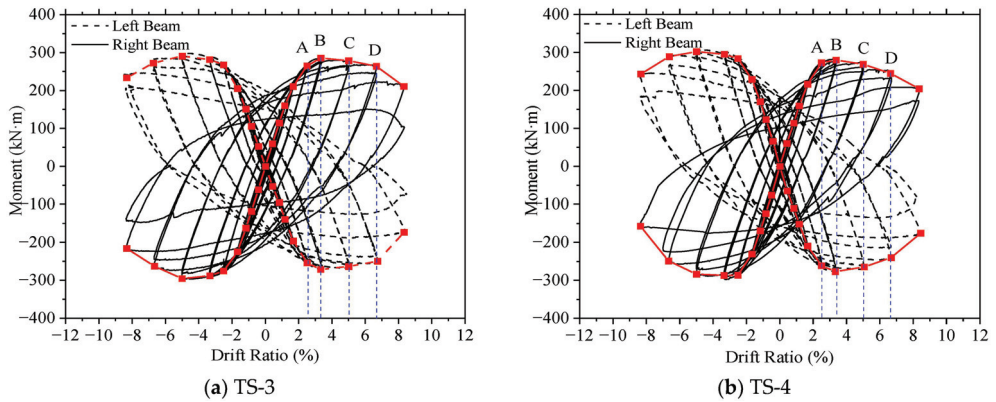 400
300
200
100
0
−100
−200
−300
−400
Moment (kN·m)
Left Beam
Right Beam
A B C D
−12 −10 −8 −6 −4 −2 0 2 4 6 8 10 12
Drift Ratio (%)
(a) TS-3
400
300
200
100
0
−100
−200
−300
−400
Moment (kN·m)
Left Beam
Right Beam
A B C D
−12 −10 −8 −6 −4 −2 0 2 4 6 8 10 12
Drift Ratio (%)
(b) TS-4